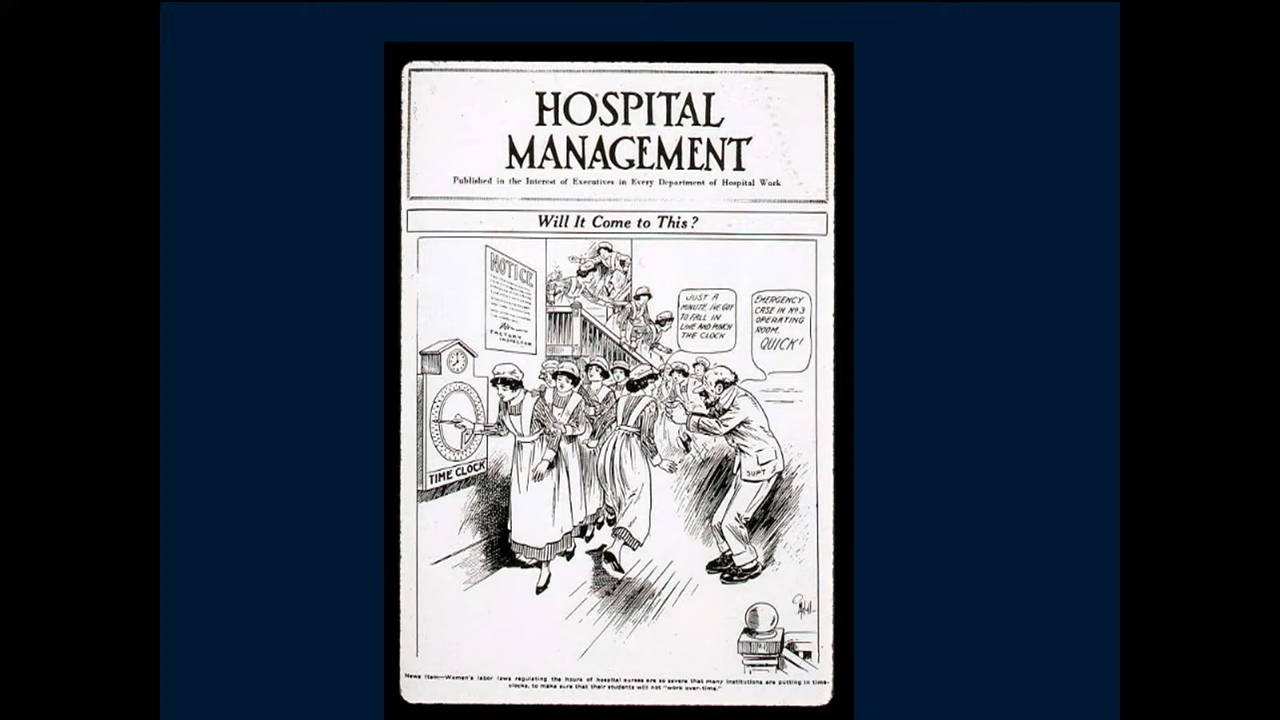 HOSPITAL
MANAGEMENT
Published in the Interest of Executives in Every Department of Hospital Work
Will It Come to This?
NOTICE
FACTORY
INSPECTOR
JUST A
MINUTE, I'VE GOT
TO FALL IN
LINE AND PUNCH
THE CLOCK
EMERGENCY
CASE IN No 3
OPERATING
ROOM.
QUICK!
TIME CLOCK
SUPT
News Item—Women's labor laws regulating the hours of hospital nurses are so severe that many institutions are putting in time-
clocks, to make sure that their students will not "work over-time."